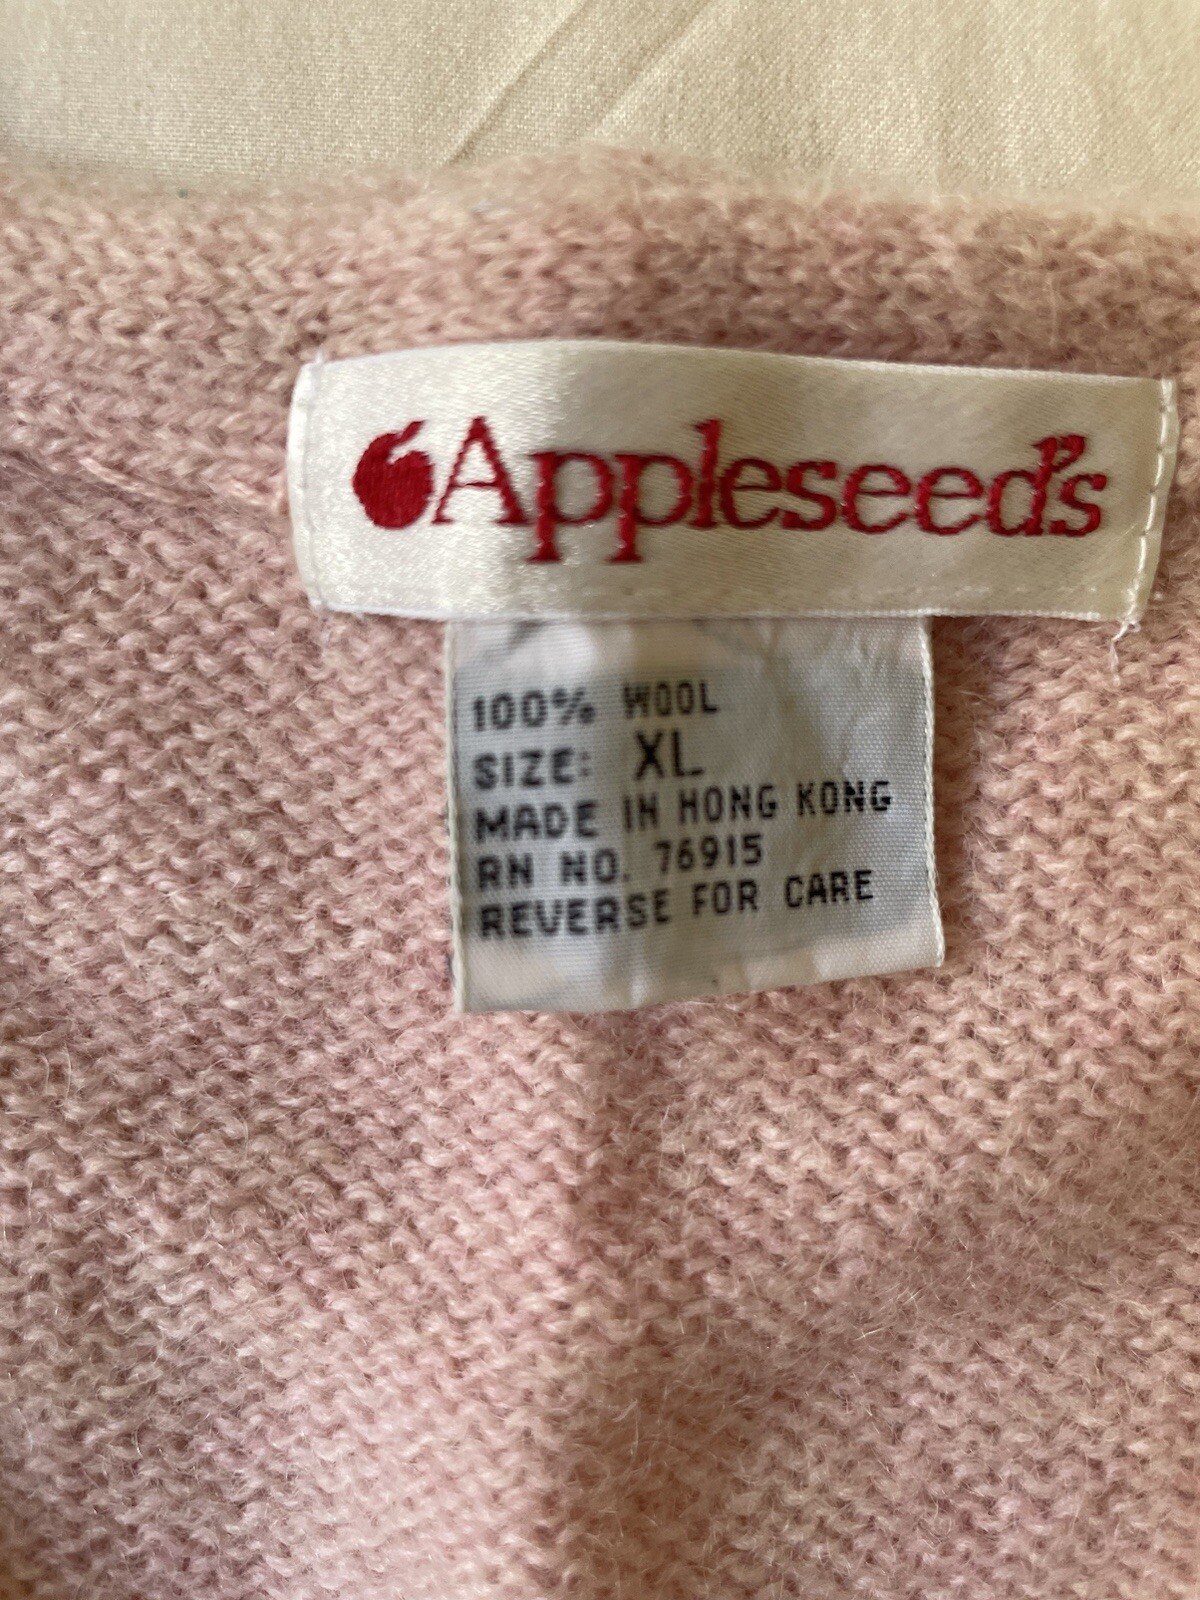 Appleseed's
100% WOOL
SIZE: XL
MADE IN HONG KONG
RN NO. 76915
REVERSE FOR CARE